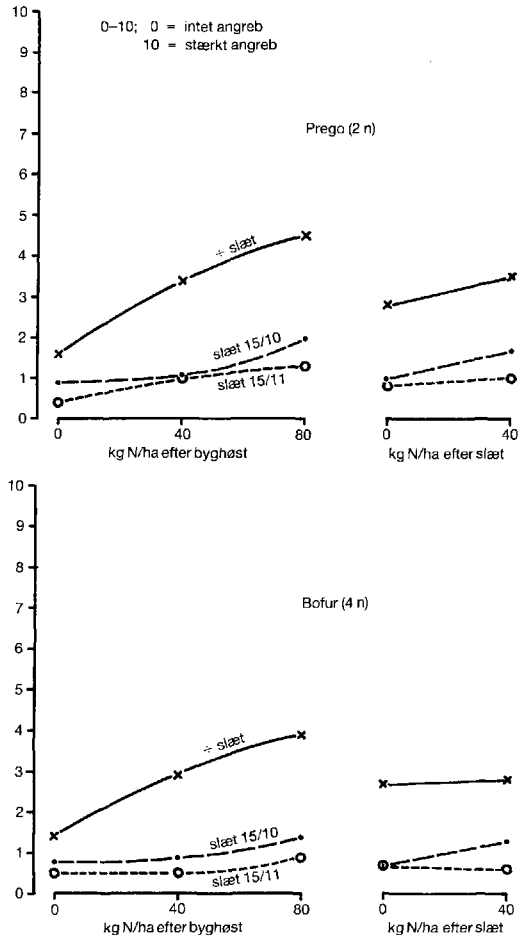 10
9
8
7
6
5
4
3
2
1
0
0–10; 0 = intet angreb
10 = stærkt angreb
Prego (2 n)
÷ slæt
slæt 15/10
slæt 15/11
0 40 80
kg N/ha efter byghøst
0 40
kg N/ha efter slæt
10
9
8
7
6
5
4
3
2
1
0
Bofur (4 n)
÷ slæt
slæt 15/10
slæt 15/11
0 40 80
kg N/ha efter byghøst
0 40
kg N/ha efter slæt